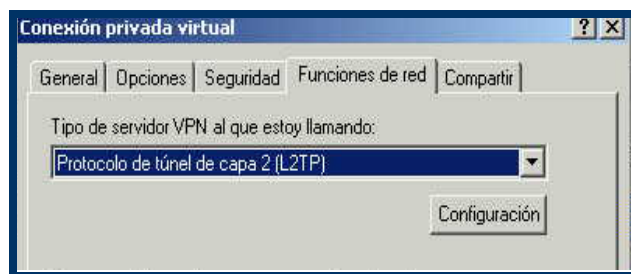 Conexión privada virtual
General Opciones Seguridad Funciones de red Compartir
Tipo de servidor VPN al que estoy llamando:
Protocolo de túnel de capa 2 (L2TP)
Configuración